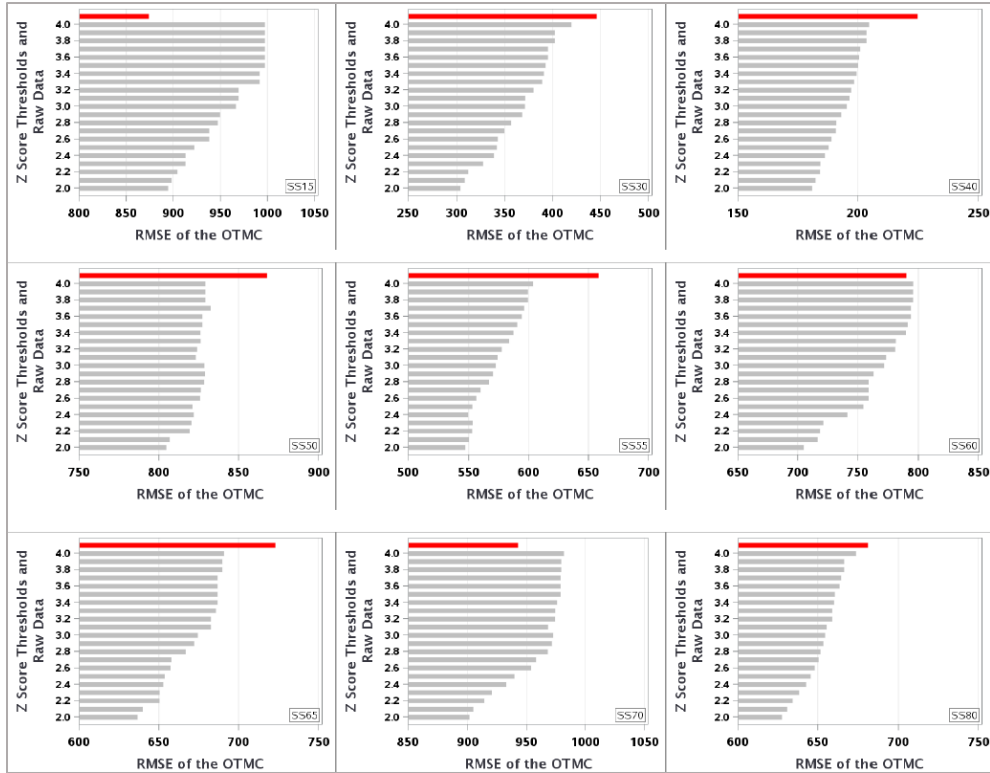 Z Score Thresholds and
Raw Data
4.0
3.8
3.6
3.4
3.2
3.0
2.8
2.6
2.4
2.2
2.0
SS15
800 850 900 950 1000 1050
RMSE of the OTMC
Z Score Thresholds and
Raw Data
4.0
3.8
3.6
3.4
3.2
3.0
2.8
2.6
2.4
2.2
2.0
SS30
250 300 350 400 450 500
RMSE of the OTMC
Z Score Thresholds and
Raw Data
4.0
3.8
3.6
3.4
3.2
3.0
2.8
2.6
2.4
2.2
2.0
SS40
150 200 250
RMSE of the OTMC
Z Score Thresholds and
Raw Data
4.0
3.8
3.6
3.4
3.2
3.0
2.8
2.6
2.4
2.2
2.0
SS50
750 800 850 900
RMSE of the OTMC
Z Score Thresholds and
Raw Data
4.0
3.8
3.6
3.4
3.2
3.0
2.8
2.6
2.4
2.2
2.0
SS55
500 550 600 650 700
RMSE of the OTMC
Z Score Thresholds and
Raw Data
4.0
3.8
3.6
3.4
3.2
3.0
2.8
2.6
2.4
2.2
2.0
SS60
650 700 750 800 850
RMSE of the OTMC
Z Score Thresholds and
Raw Data
4.0
3.8
3.6
3.4
3.2
3.0
2.8
2.6
2.4
2.2
2.0
SS65
600 650 700 750
RMSE of the OTMC
Z Score Thresholds and
Raw Data
4.0
3.8
3.6
3.4
3.2
3.0
2.8
2.6
2.4
2.2
2.0
SS70
850 900 950 1000 1050
RMSE of the OTMC
Z Score Thresholds and
Raw Data
4.0
3.8
3.6
3.4
3.2
3.0
2.8
2.6
2.4
2.2
2.0
SS80
600 650 700 750
RMSE of the OTMC